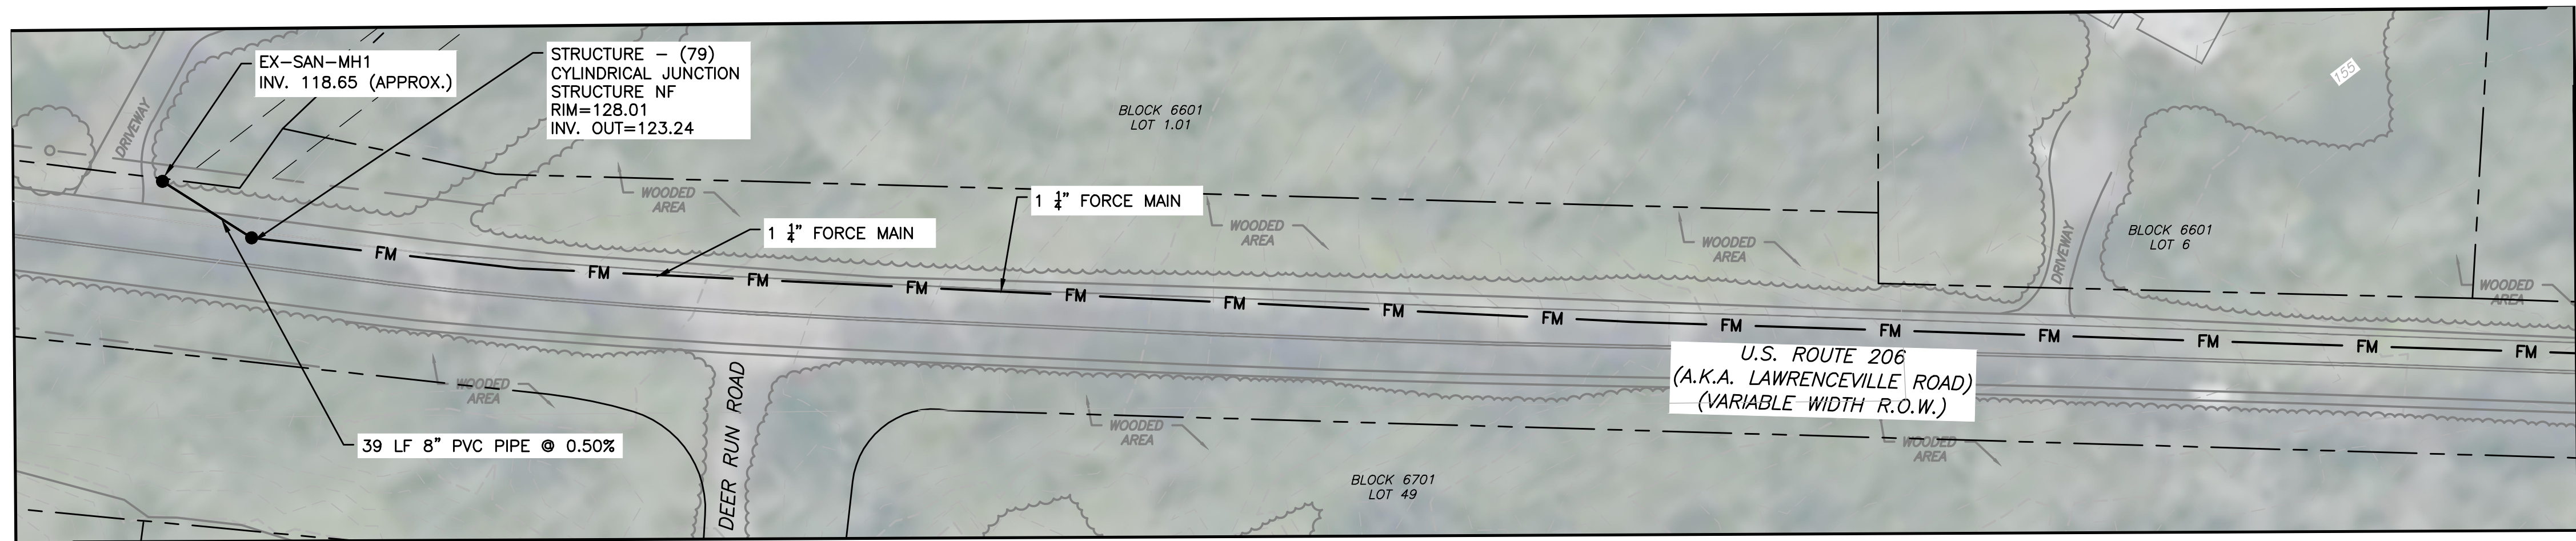 EX-SAN-MH1
INV. 118.65 (APPROX.)
STRUCTURE - (79)
CYLINDRICAL JUNCTION
STRUCTURE NF
RIM=128.01
INV. OUT=123.24
DRIVEWAY
BLOCK 6601
LOT 1.01
155
WOODED
AREA
1 1/4" FORCE MAIN
1 1/4" FORCE MAIN
WOODED
AREA
WOODED
AREA
DRIVEWAY
BLOCK 6601
LOT 6
WOODED
AREA
FM
FM
FM
FM
FM
FM
FM
FM
FM
FM
FM
FM
FM
FM
U.S. ROUTE 206
(A.K.A. LAWRENCEVILLE ROAD)
(VARIABLE WIDTH R.O.W.)
WOODED
AREA
DEER RUN ROAD
WOODED
AREA
WOODED
AREA
39 LF 8" PVC PIPE @ 0.50%
BLOCK 6701
LOT 49